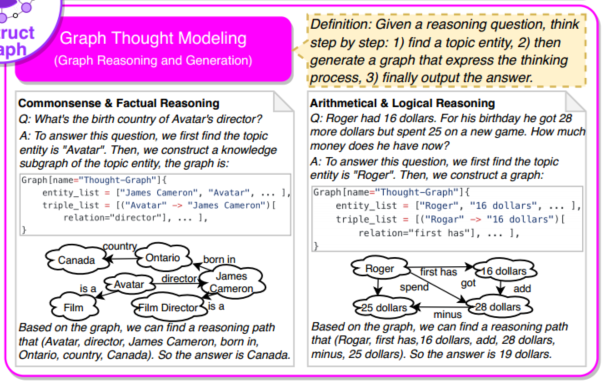 ruct
aph
Graph Thought Modeling
(Graph Reasoning and Generation)
Definition: Given a reasoning question, think
step by step: 1) find a topic entity, 2) then
generate a graph that express the thinking
process, 3) finally output the answer.
Commonsense & Factual Reasoning
Q: What's the birth country of Avatar's director?
A: To answer this question, we first find the topic
entity is "Avatar". Then, we construct a knowledge
subgraph of the topic entity, the graph is:
Graph[name="Thought-Graph"]{
entity_list = ["James Cameron", "Avatar", ... ],
triple_list = [("Avatar" -> "James Cameron")[
relation="director"], ... ],
}
Canada
country
Ontario
born in
James
Cameron
is a
Avatar
director
Film
Film Director
is a
Based on the graph, we can find a reasoning path
that (Avatar, director, James Cameron, born in,
Ontario, country, Canada). So the answer is Canada.
Arithmetical & Logical Reasoning
Q: Roger had 16 dollars. For his birthday he got 28
more dollars but spent 25 on a new game. How much
money does he have now?
A: To answer this question, we first find the topic
entity is "Roger". Then, we construct a graph:
Graph[name="Thought-Graph"]{
entity_list = ["Roger", "16 dollars", ... ],
triple_list = [("Rogar" -> "16 dollars")[
relation="first has"], ... ],
}
Roger
first has
16 dollars
spend
got
add
25 dollars
minus
28 dollars
Based on the graph, we can find a reasoning path
that (Rogar, first has,16 dollars, add, 28 dollars,
minus, 25 dollars). So the answer is 19 dollars.